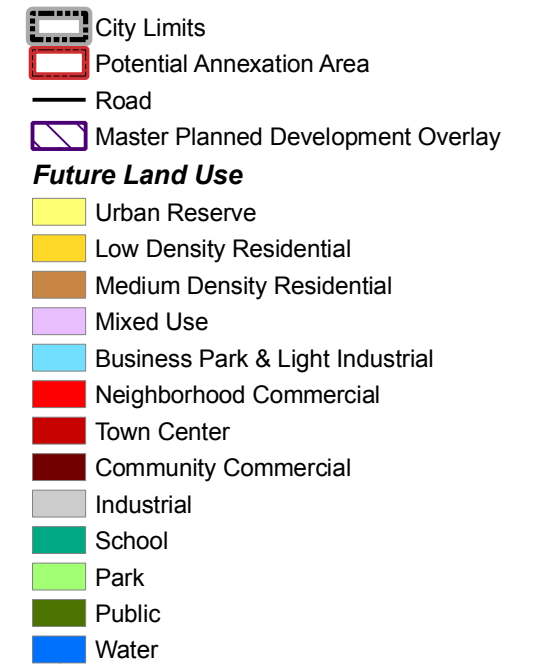 City Limits
Potential Annexation Area
Road
Master Planned Development Overlay
Future Land Use
Urban Reserve
Low Density Residential
Medium Density Residential
Mixed Use
Business Park & Light Industrial
Neighborhood Commercial
Town Center
Community Commercial
Industrial
School
Park
Public
Water